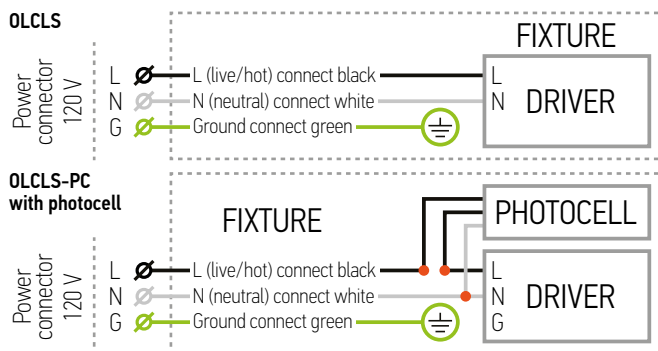 OLCLS
FIXTURE
Power
connector
120 V
L
N
G
L (live/hot) connect black
N (neutral) connect white
Ground connect green
L
N
DRIVER
OLCLS-PC
with photocell
FIXTURE
PHOTOCELL
Power
connector
120 V
L
N
G
L (live/hot) connect black
N (neutral) connect white
Ground connect green
L
N
G
DRIVER